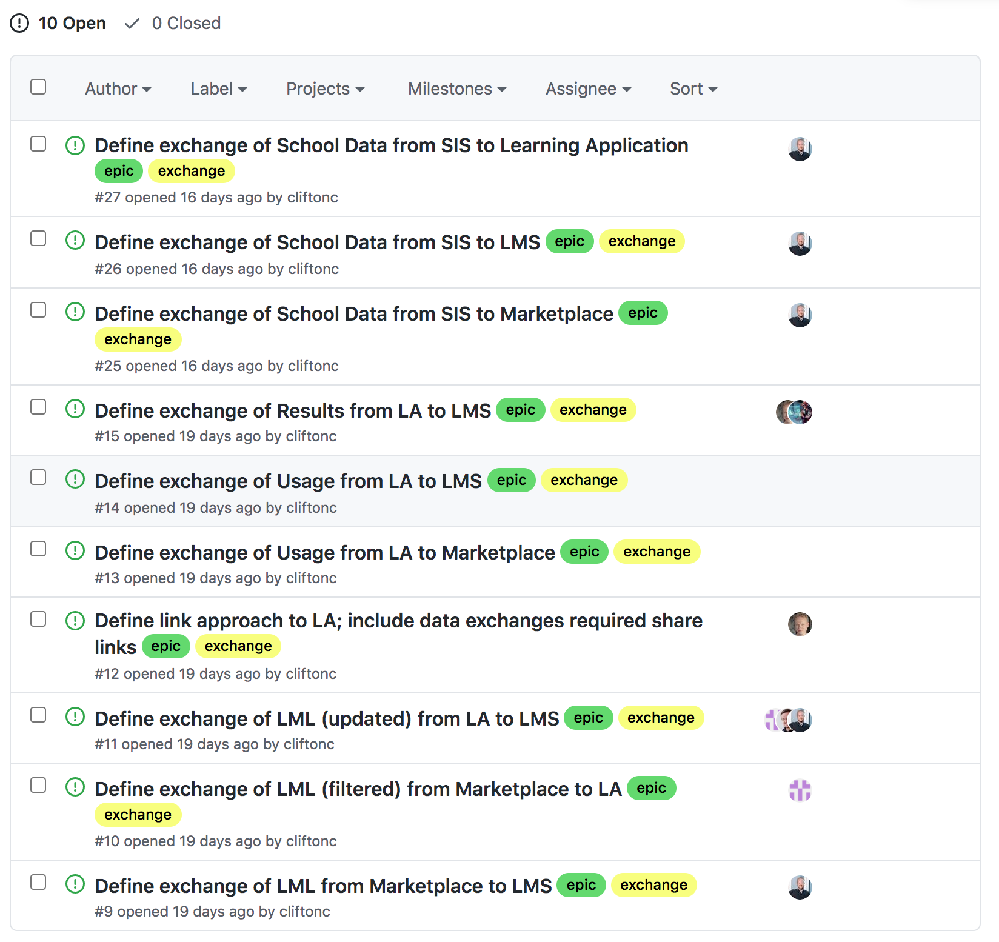 10 Open 0 Closed
Author Label Projects Milestones Assignee Sort
Define exchange of School Data from SIS to Learning Application
epic exchange
#27 opened 16 days ago by cliftonc
Define exchange of School Data from SIS to LMS epic exchange
#26 opened 16 days ago by cliftonc
Define exchange of School Data from SIS to Marketplace epic
exchange
#25 opened 16 days ago by cliftonc
Define exchange of Results from LA to LMS epic exchange
#15 opened 19 days ago by cliftonc
Define exchange of Usage from LA to LMS epic exchange
#14 opened 19 days ago by cliftonc
Define exchange of Usage from LA to Marketplace epic exchange
#13 opened 19 days ago by cliftonc
Define link approach to LA; include data exchanges required share
links epic exchange
#12 opened 19 days ago by cliftonc
Define exchange of LML (updated) from LA to LMS epic exchange
#11 opened 19 days ago by cliftonc
Define exchange of LML (filtered) from Marketplace to LA epic
exchange
#10 opened 19 days ago by cliftonc
Define exchange of LML from Marketplace to LMS epic exchange
#9 opened 19 days ago by cliftonc